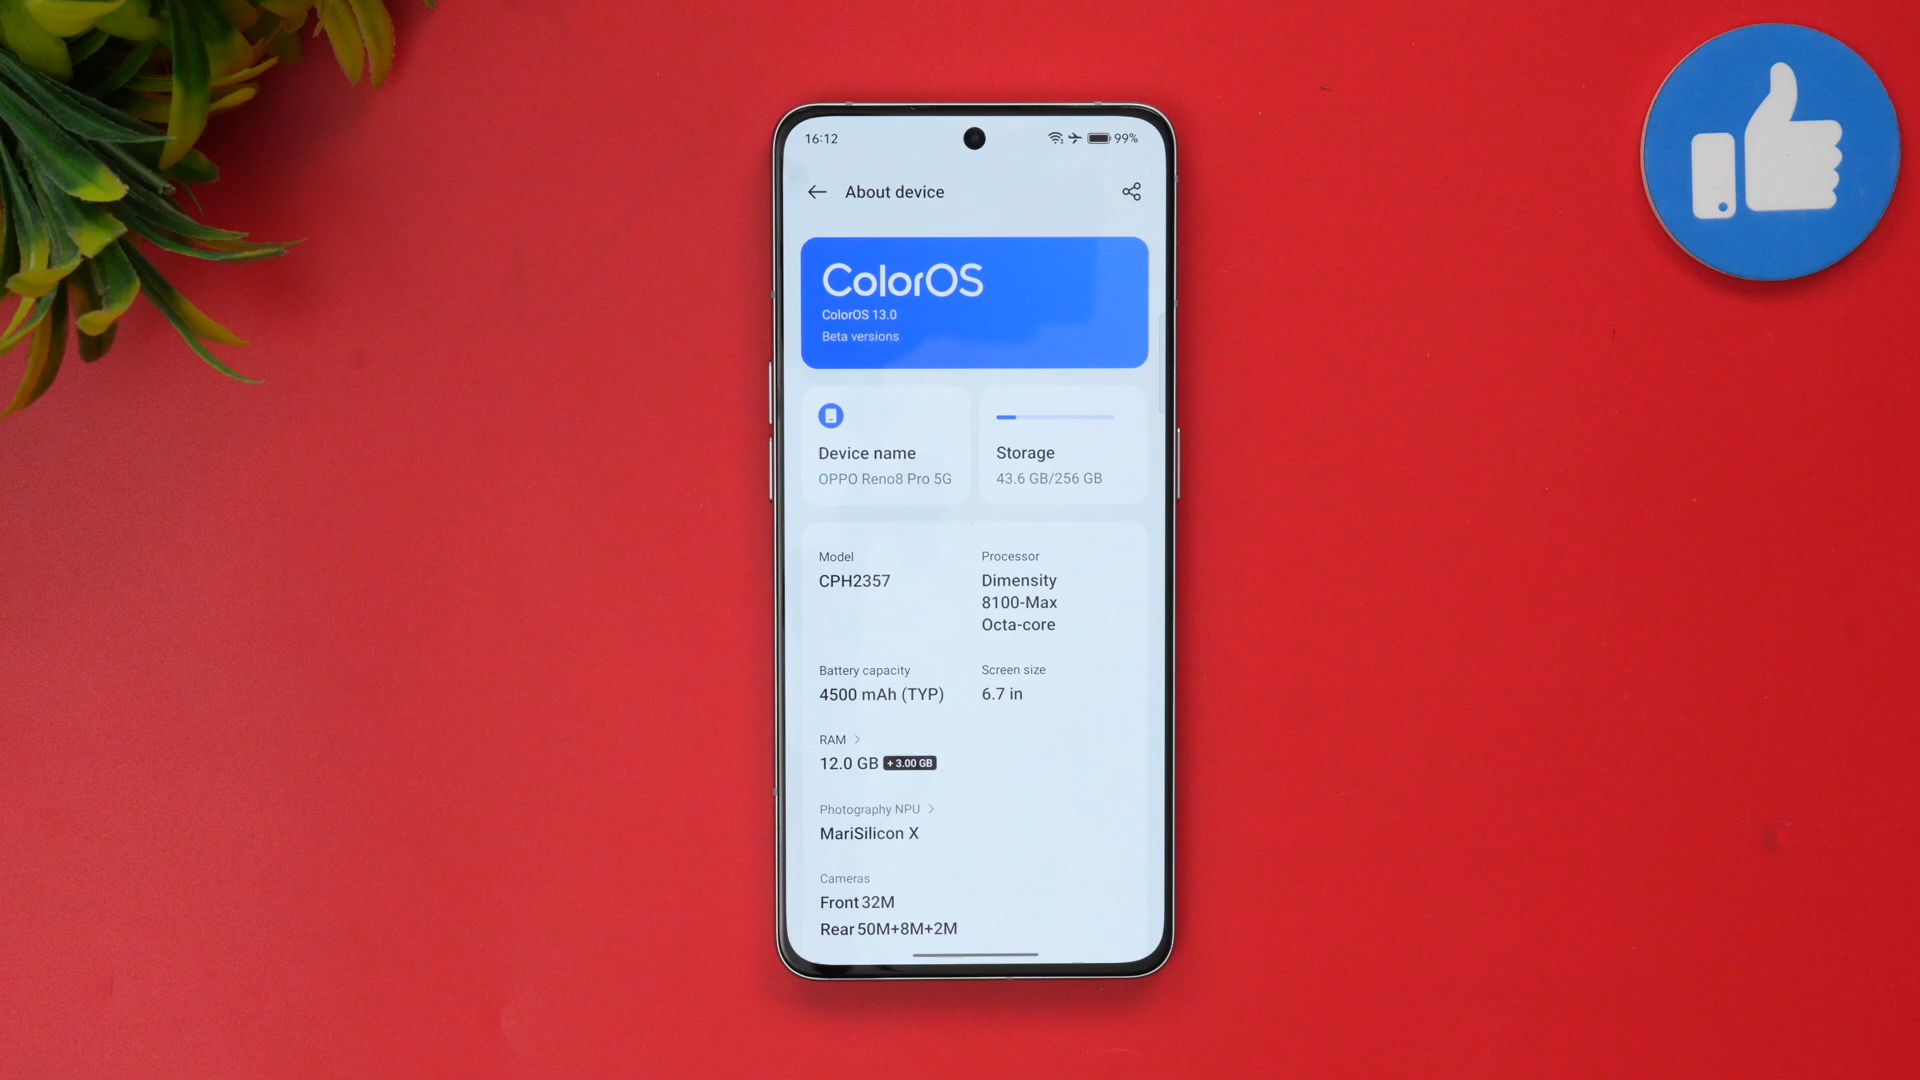 16:12
99%
About device
ColorOS
ColorOS 13.0
Beta versions
Device name
OPPO Reno8 Pro 5G
Storage
43.6 GB/256 GB
Model
CPH2357
Processor
Dimensity
8100-Max
Octa-core
Battery capacity
4500 mAh (TYP)
Screen size
6.7 in
RAM >
12.0 GB + 3.00 GB
Photography NPU >
MariSilicon X
Cameras
Front 32M
Rear 50M+8M+2M